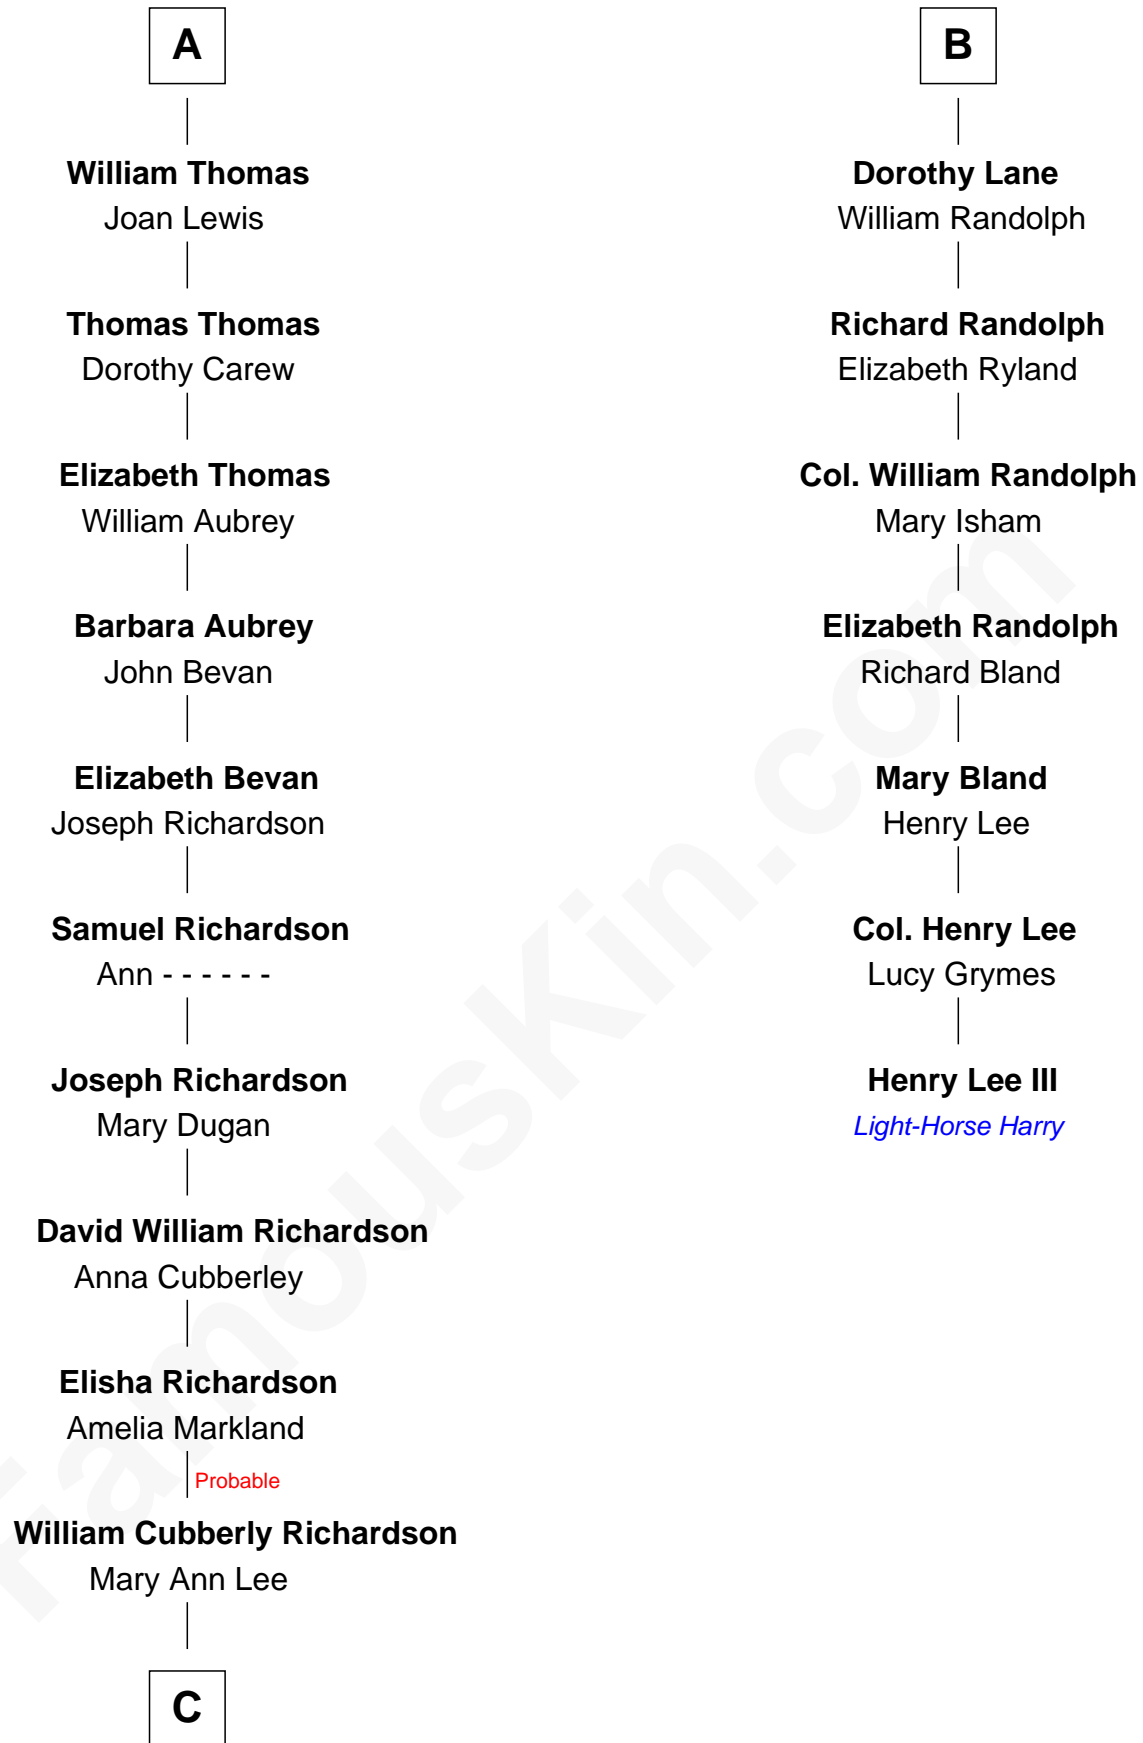 A
William Thomas
Joan Lewis
Thomas Thomas
Dorothy Carew
Elizabeth Thomas
William Aubrey
Barbara Aubrey
John Bevan
Elizabeth Bevan
Joseph Richardson
Samuel Richardson
Ann - - - - - -
Joseph Richardson
Mary Dugan
David William Richardson
Anna Cubberley
Elisha Richardson
Amelia Markland
Probable
William Cubberly Richardson
Mary Ann Lee
C
B
Dorothy Lane
William Randolph
Richard Randolph
Elizabeth Ryland
Col. William Randolph
Mary Isham
Elizabeth Randolph
Richard Bland
Mary Bland
Henry Lee
Col. Henry Lee
Lucy Grymes
Henry Lee III
Light-Horse Harry
FamousKin.com